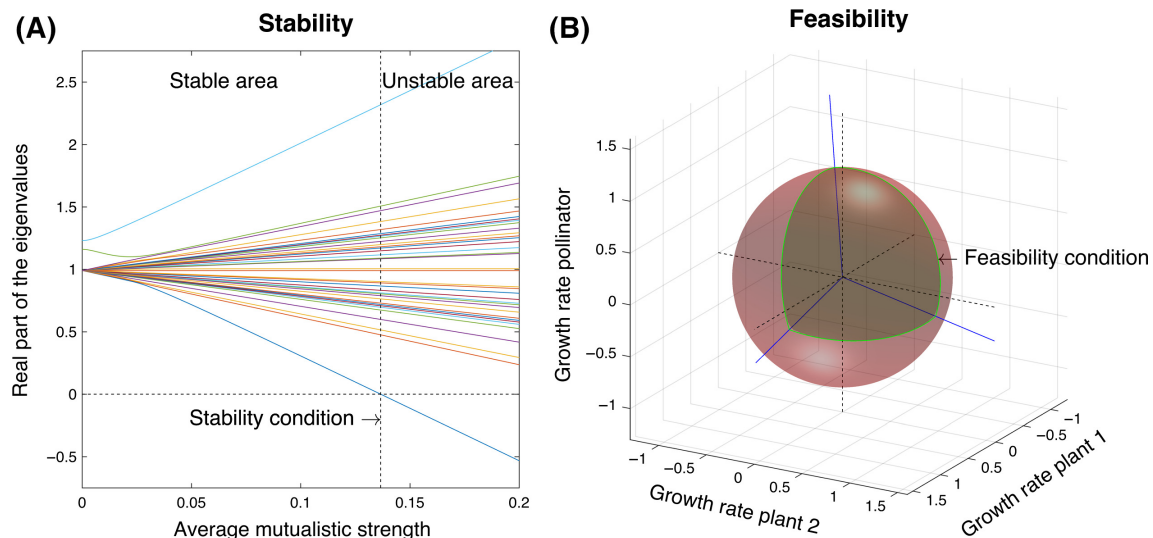 (A)
Stability
Stable area
Unstable area
Real part of the eigenvalues
2.5
2
1.5
1
0.5
0
−0.5
Stability condition →
0
0.05
0.1
0.15
0.2
Average mutualistic strength
(B)
Feasibility
Growth rate pollinator
1.5
1
0.5
0
−0.5
−1
← Feasibility condition
−1
−0.5
0
0.5
1
1.5
Growth rate plant 2
−1
−0.5
0
0.5
1
1.5
Growth rate plant 1